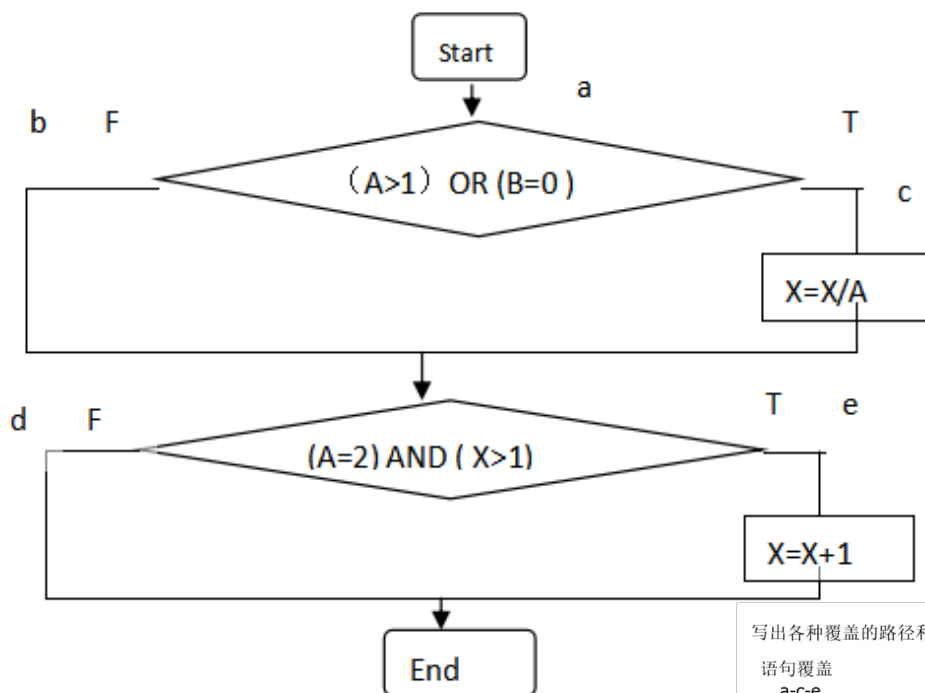 Start
a
b F T
（A>1）OR (B=0 )
c
X=X/A
d F T e
(A=2) AND ( X>1)
X=X+1
End
写出各种覆盖的路径和
语句覆盖
a-c-e